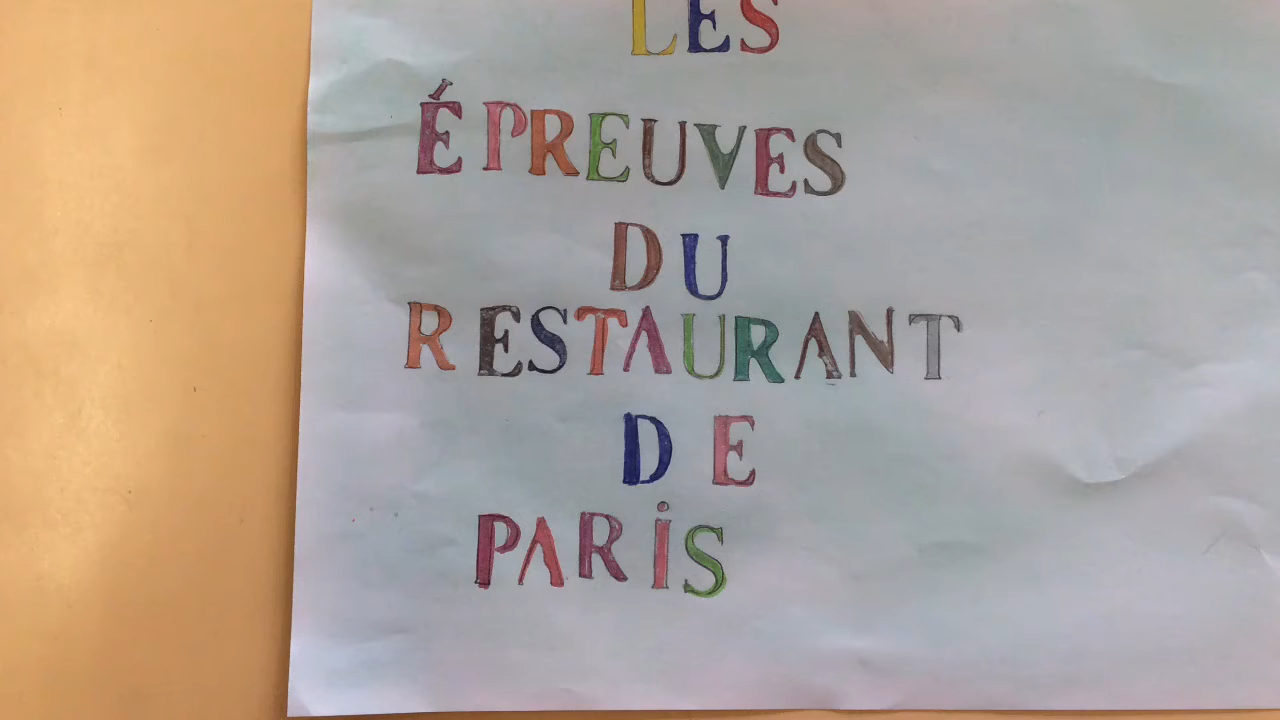 LES
ÉPREUVES
DU
RESTAURANT
DE
PARiS